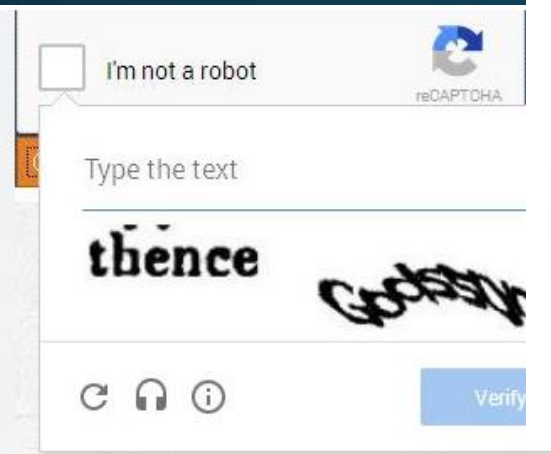 I'm not a robot
reCAPTCHA
Type the text
thence
Verify